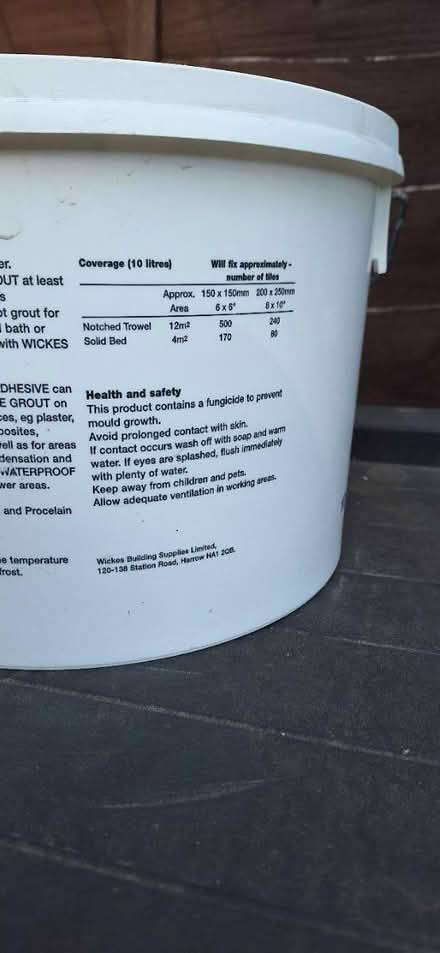 er.
OUT at least
s
ot grout for
l bath or
with WICKES
DHESIVE can
E GROUT on
ces, eg plaster,
posites,
vell as for areas
densation and
WATERPROOF
wer areas.
and Procelain
e temperature
frost.
Coverage (10 litres) Will fix approximately -
number of tiles
Approx. 150 x 150mm 200 x 250mm
Area 6 x 6" 8 x 10"
Notched Trowel 12m² 500 240
Solid Bed 4m² 170 80
Health and safety
This product contains a fungicide to prevent
mould growth.
Avoid prolonged contact with skin.
If contact occurs wash off with soap and warm
water. If eyes are splashed, flush immediately
with plenty of water.
Keep away from children and pets.
Allow adequate ventilation in working areas.
Wickes Building Supplies Limited,
120-138 Station Road, Harrow HA1 2QB.